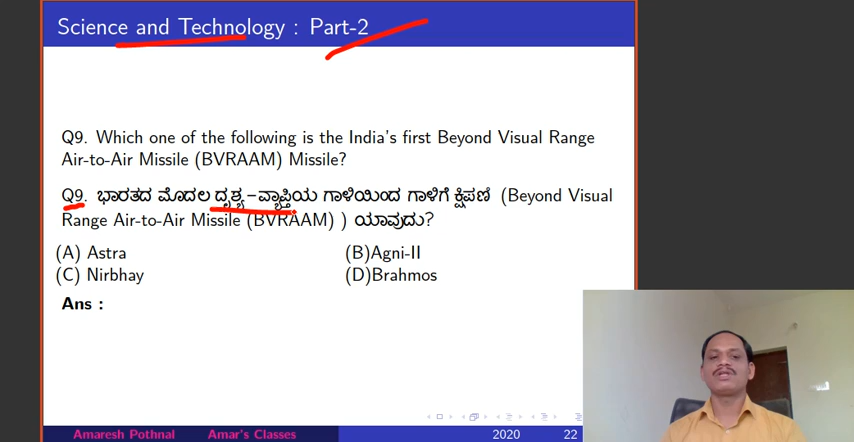 Science and Technology : Part-2
Q9. Which one of the following is the India's first Beyond Visual Range
Air-to-Air Missile (BVRAAM) Missile?
Q9. ಭಾರತದ ಮೊದಲ ದೃಶ್ಯ-ವ್ಯಾಪ್ತಿಯ ಗಾಳಿಯಿಂದ ಗಾಳಿಗೆ ಕ್ಷಿಪಣಿ (Beyond Visual
Range Air-to-Air Missile (BVRAAM) ) ಯಾವುದು?
(A) Astra (B)Agni-II
(C) Nirbhay (D)Brahmos
Ans :
Amaresh Pothnal Amar's Classes 2020 22